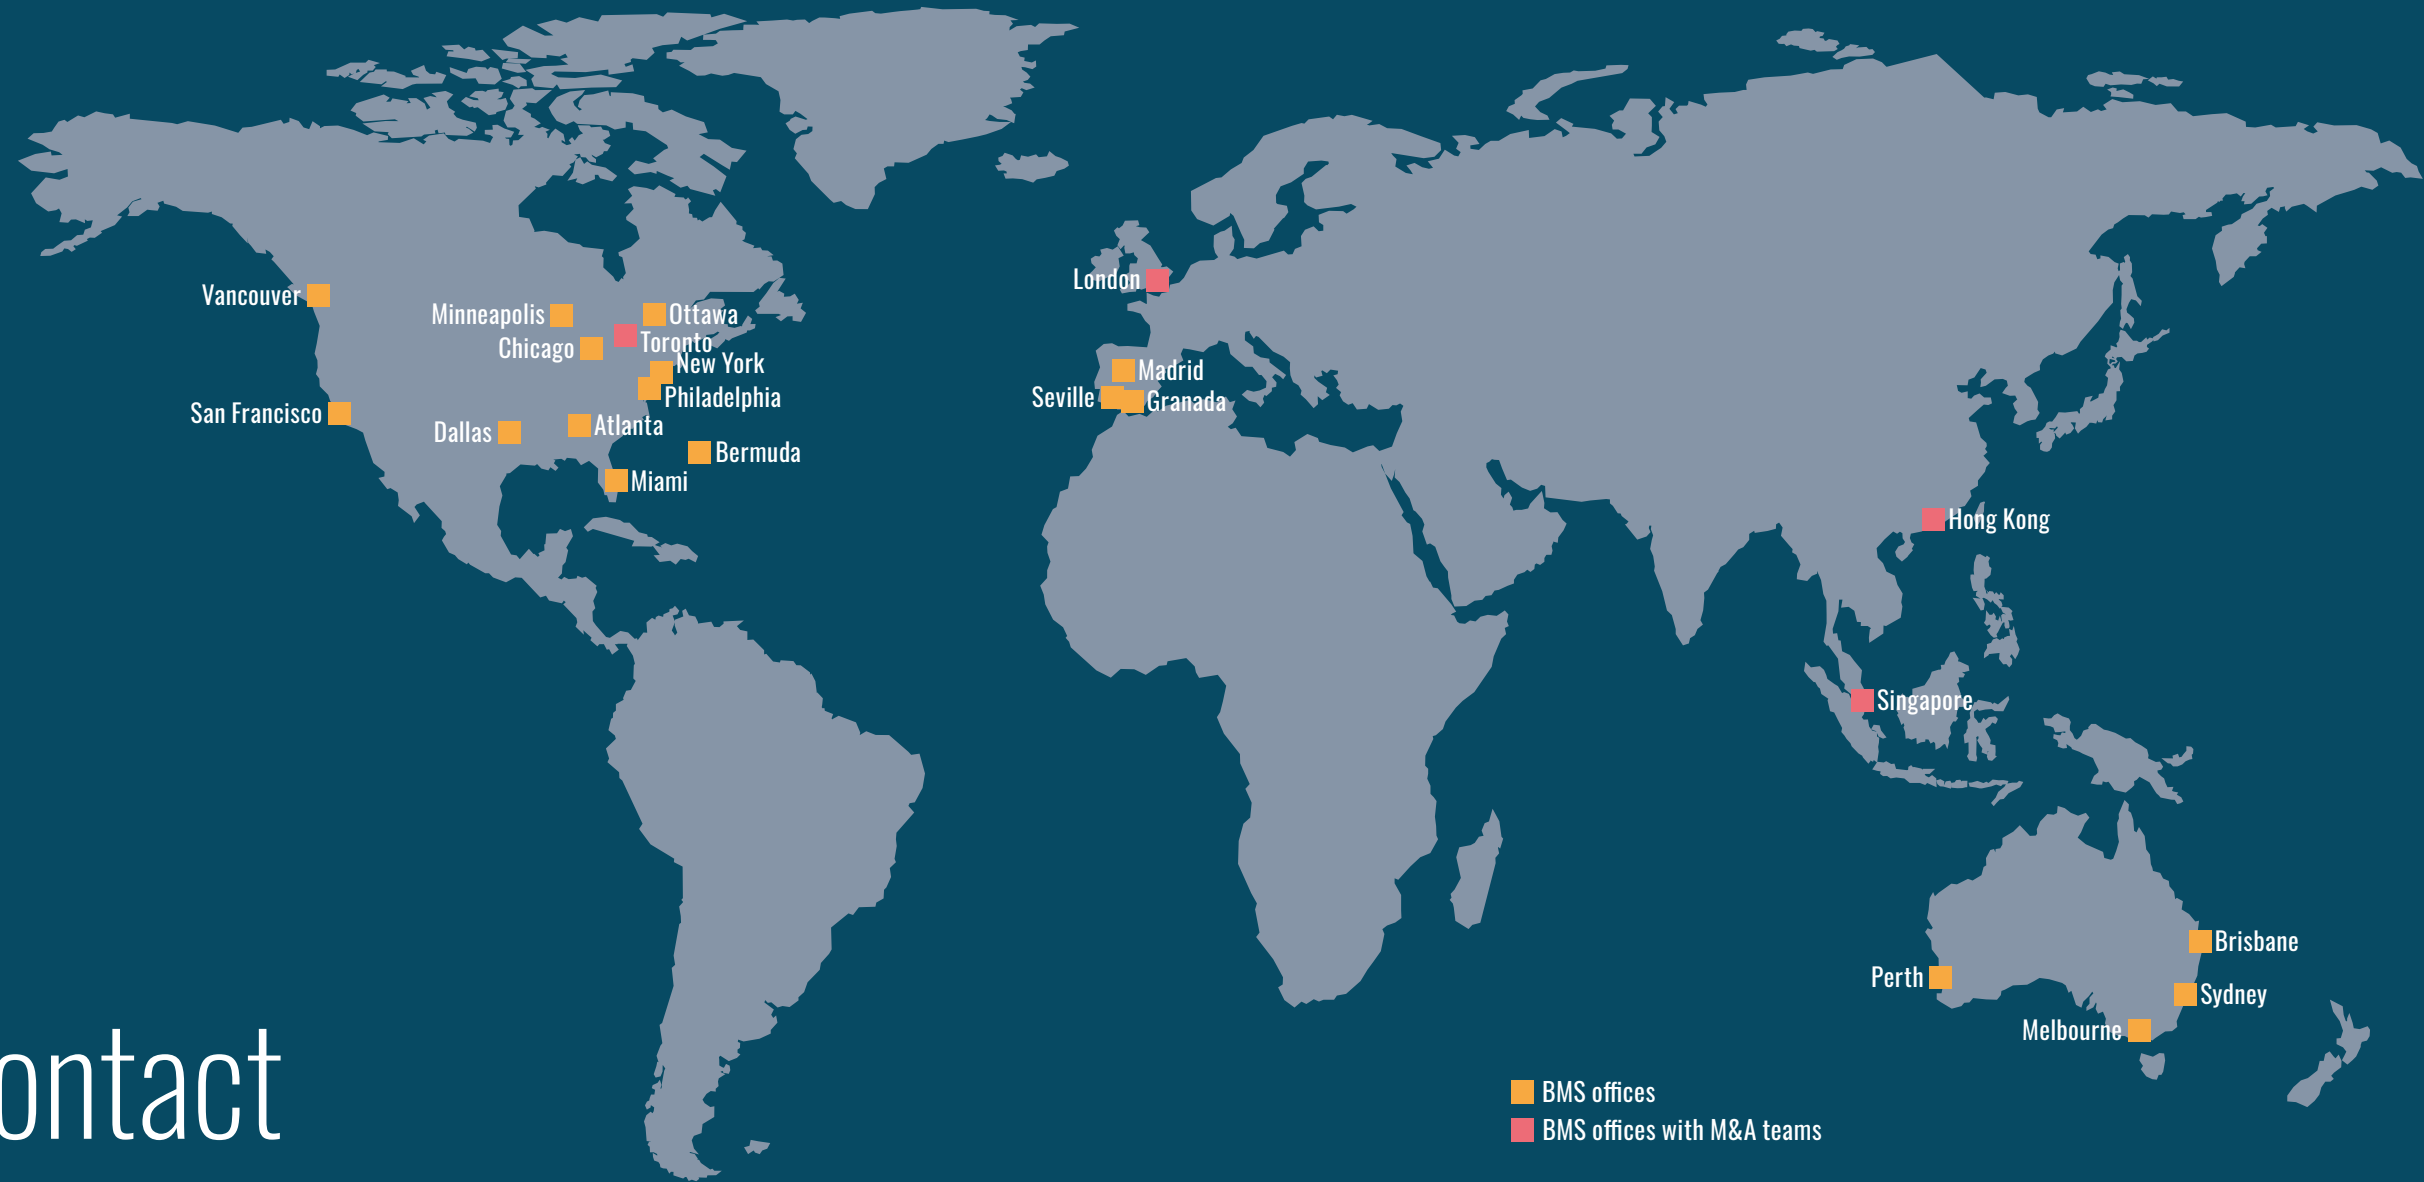 London
Vancouver
Minneapolis
Ottawa
Toronto
Chicago
New York
Madrid
Philadelphia
Seville
Granada
San Francisco
Dallas
Atlanta
Bermuda
Miami
Hong Kong
Singapore
Brisbane
Perth
Sydney
Melbourne
ontact
BMS offices
BMS offices with M&A teams